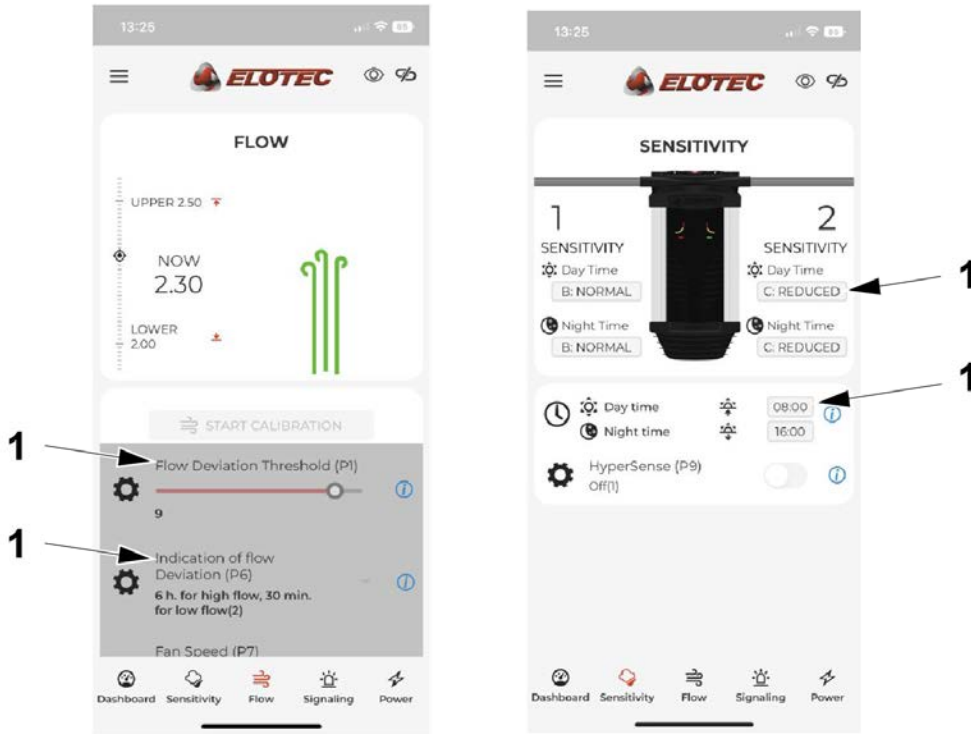 13:25
85
ELOTEC
FLOW
UPPER 2.50
NOW
2.30
LOWER
2.00
START CALIBRATION
1
Flow Deviation Threshold (P1)
9
1
Indication of flow
Deviation (P6)
6 h. for high flow, 30 min.
for low flow(2)
Fan Speed (P7)
Dashboard Sensitivity Flow Signaling Power
13:25
85
ELOTEC
SENSITIVITY
1
SENSITIVITY
Day Time
B: NORMAL
Night Time
B: NORMAL
2
SENSITIVITY
Day Time
C: REDUCED
Night Time
C: REDUCED
1
1
Day time 08:00
Night time 16:00
HyperSense (P9)
Off(1)
Dashboard Sensitivity Flow Signaling Power